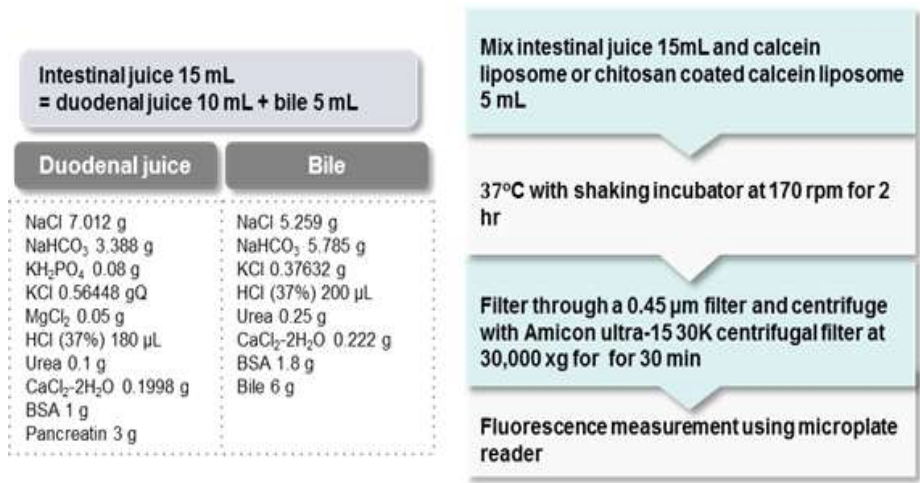 Intestinal juice 15 mL
= duodenal juice 10 mL + bile 5 mL
Duodenal juice
NaCl 7.012 g
NaHCO₃ 3.388 g
KH₂PO₄ 0.08 g
KCl 0.56448 gQ
MgCl₂ 0.05 g
HCl (37%) 180 µL
Urea 0.1 g
CaCl₂-2H₂O 0.1998 g
BSA 1 g
Pancreatin 3 g
Bile
NaCl 5.259 g
NaHCO₃ 5.785 g
KCl 0.37632 g
HCl (37%) 200 µL
Urea 0.25 g
CaCl₂-2H₂O 0.222 g
BSA 1.8 g
Bile 6 g
Mix intestinal juice 15mL and calcein
liposome or chitosan coated calcein liposome
5 mL
37°C with shaking incubator at 170 rpm for 2
hr
Filter through a 0.45 µm filter and centrifuge
with Amicon ultra-15 30K centrifugal filter at
30,000 xg for for 30 min
Fluorescence measurement using microplate
reader